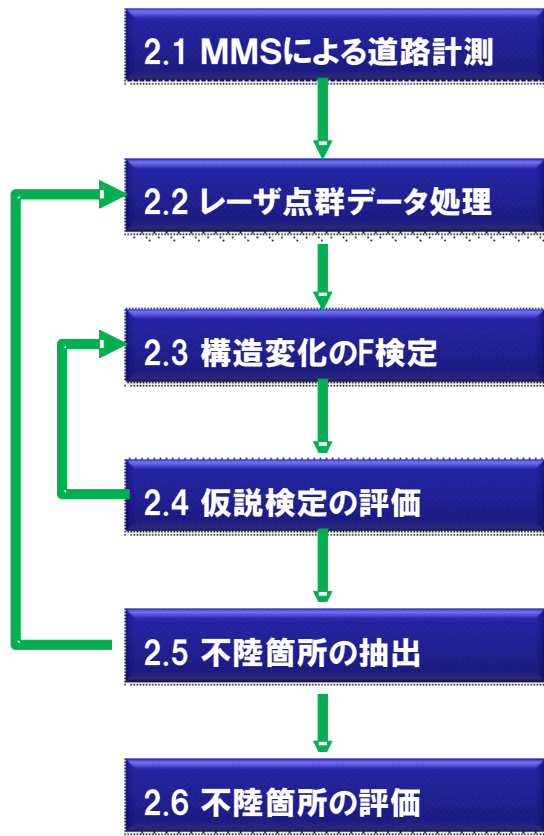 2.1 MMSによる道路計測
2.2 レーザ点群データ処理
2.3 構造変化のF検定
2.4 仮説検定の評価
2.5 不陸箇所の抽出
2.6 不陸箇所の評価